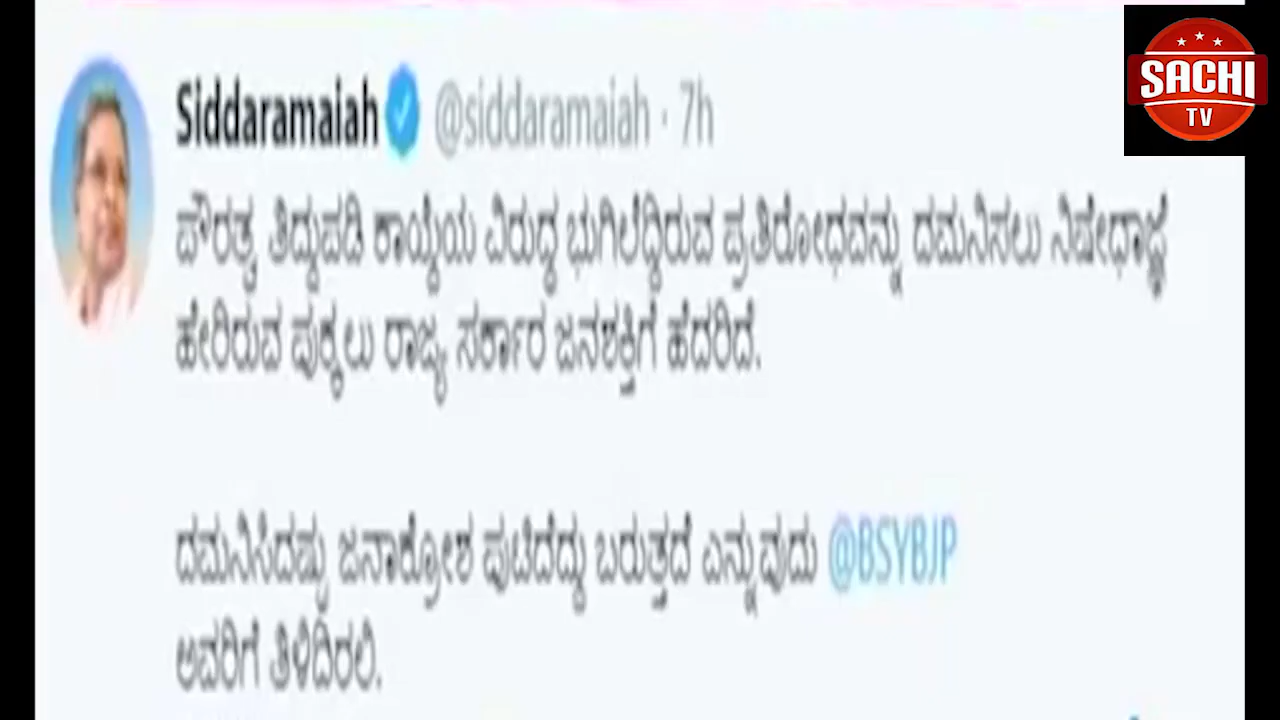 SACHI
TV
Siddaramaiah @siddaramaiah · 7h
ಪೌರತ್ವ ತಿದ್ದುಪಡಿ ಕಾಯ್ದೆಯ ವಿರುದ್ಧ ಭುಗಿಲೆದ್ದಿರುವ ಪ್ರತಿರೋಧವನ್ನು ದಮನಿಸಲು ನಿಷೇಧಾಜ್ಞೆ
ಹೇರಿರುವ ಪುಕ್ಕಲು ರಾಜ್ಯ ಸರ್ಕಾರ ಜನಶಕ್ತಿಗೆ ಹೆದರಿದೆ.
ದಮನಿಸಿದಷ್ಟು ಜನಾಕ್ರೋಶ ಪುಟಿದೆದ್ದು ಬರುತ್ತದೆ ಎನ್ನುವುದು @BSYBJP
ಅವರಿಗೆ ತಿಳಿದಿರಲಿ.